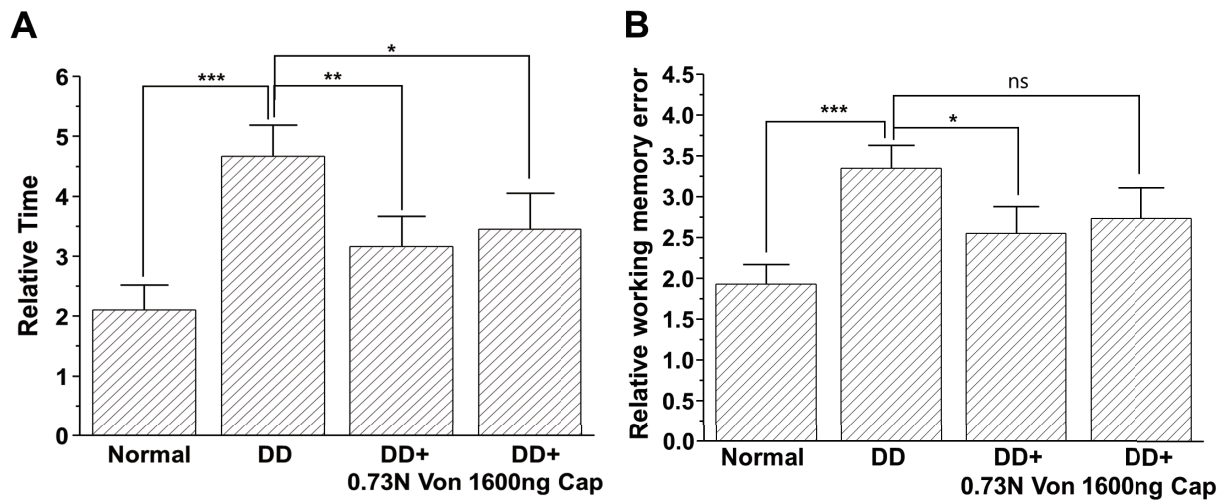 A
Relative Time
6
5
4
3
2
1
0
***
**
*
Normal DD DD+ DD+
0.73N Von 1600ng Cap
B
Relative working memory error
4.5
4.0
3.5
3.0
2.5
2.0
1.5
1.0
0.5
0.0
***
*
ns
Normal DD DD+ DD+
0.73N Von 1600ng Cap